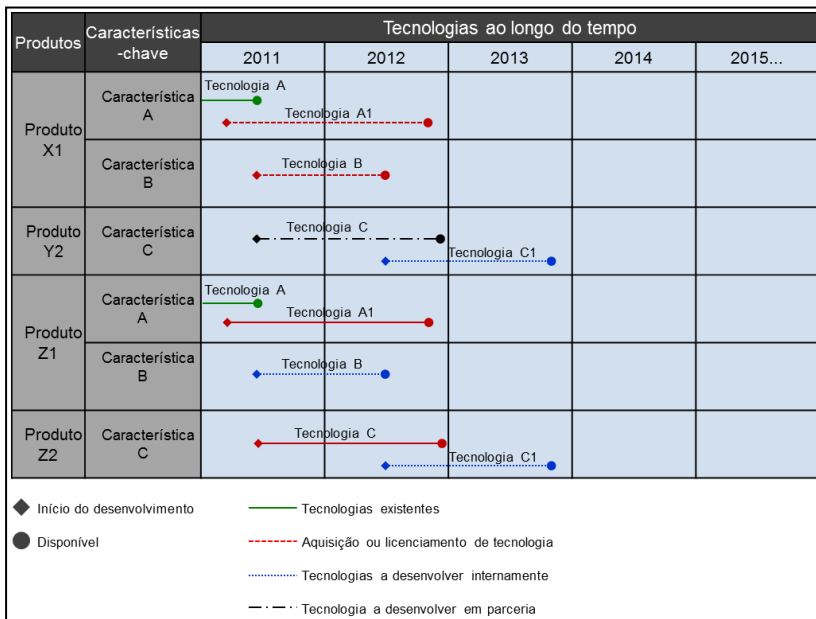 Produtos
Características
-chave
Tecnologias ao longo do tempo
2011
2012
2013
2014
2015...
Produto
X1
Característica
A
Tecnologia A
Tecnologia A1
Característica
B
Tecnologia B
Produto
Y2
Característica
C
Tecnologia C
Tecnologia C1
Produto
Z1
Característica
A
Tecnologia A
Tecnologia A1
Característica
B
Tecnologia B
Produto
Z2
Característica
C
Tecnologia C
Tecnologia C1
Início do desenvolvimento
Tecnologias existentes
Disponível
Aquisição ou licenciamento de tecnologia
Tecnologias a desenvolver internamente
Tecnologia a desenvolver em parceria